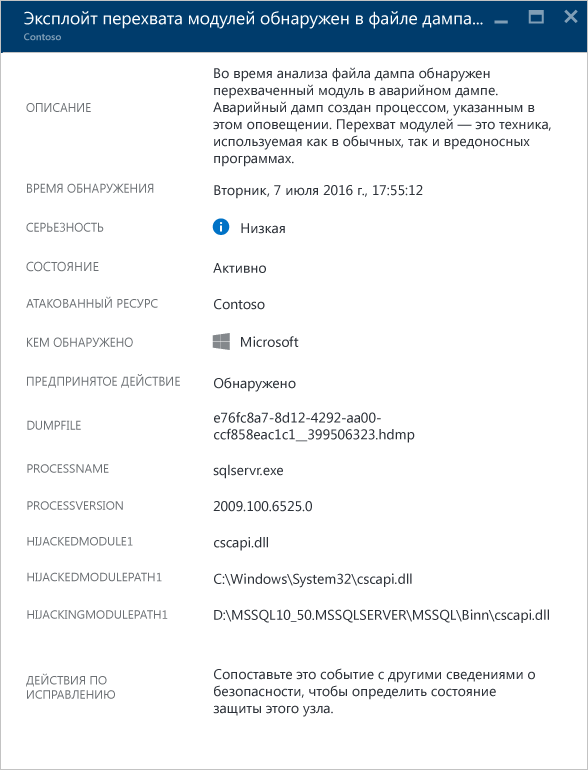 Эксплойт перехвата модулей обнаружен в файле дампа...
Contoso
ОПИСАНИЕ
Во время анализа файла дампа обнаружен
перехваченный модуль в аварийном дампе.
Аварийный дамп создан процессом, указанным в
этом оповещении. Перехват модулей — это техника,
используемая как в обычных, так и вредоносных
программах.
ВРЕМЯ ОБНАРУЖЕНИЯ
Вторник, 7 июля 2016 г., 17:55:12
СЕРЬЕЗНОСТЬ
Низкая
СОСТОЯНИЕ
Активно
АТАКОВАННЫЙ РЕСУРС
Contoso
КЕМ ОБНАРУЖЕНО
Microsoft
ПРЕДПРИНЯТОЕ ДЕЙСТВИЕ
Обнаружено
DUMPFILE
e76fc8a7-8d12-4292-aa00-
ccf858eac1c1__399506323.hdmp
PROCESSNAME
sqlservr.exe
PROCESSVERSION
2009.100.6525.0
HIJACKEDMODULE1
cscapi.dll
HIJACKEDMODULEPATH1
C:\Windows\System32\cscapi.dll
HIJACKINGMODULEPATH1
D:\MSSQL10_50.MSSQLSERVER\MSSQL\Binn\cscapi.dll
ДЕЙСТВИЯ ПО
ИСПРАВЛЕНИЮ
Сопоставьте это событие с другими сведениями о
безопасности, чтобы определить состояние
защиты этого узла.